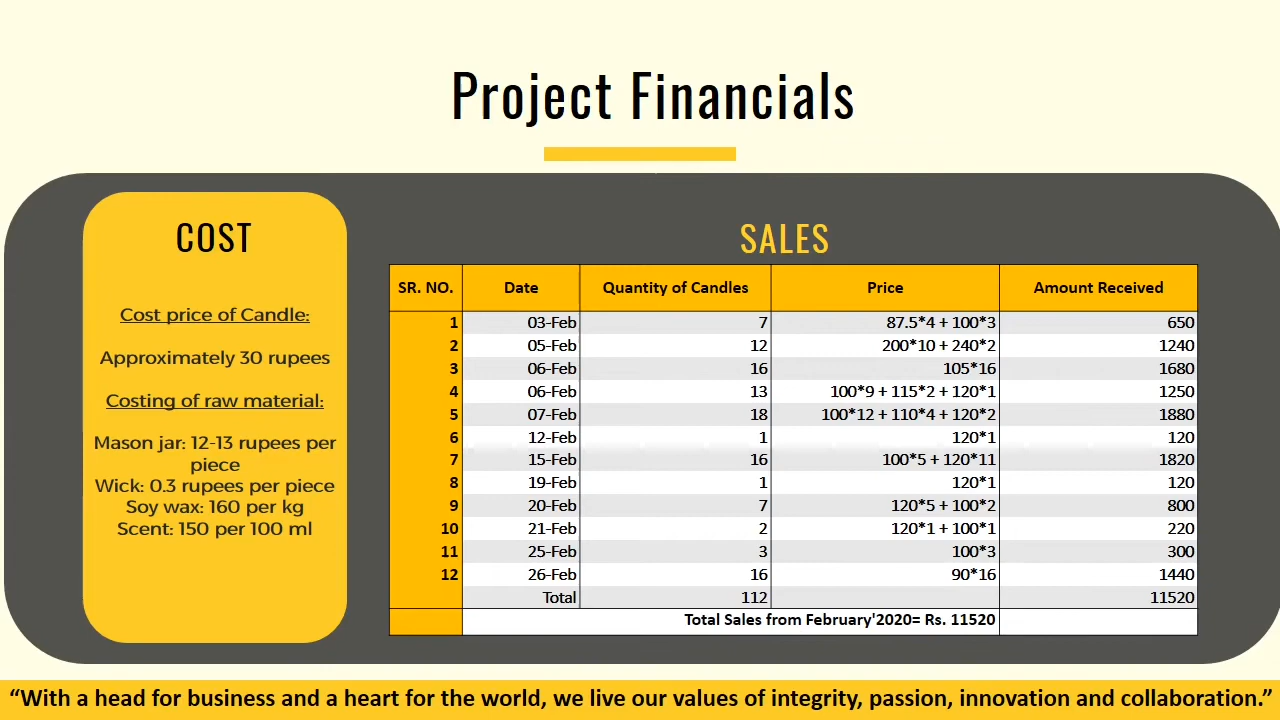 Project Financials
COST
Cost price of Candle:
Approximately 30 rupees
Costing of raw material:
Mason jar: 12-13 rupees per
piece
Wick: 0.3 rupees per piece
Soy wax: 160 per kg
Scent: 150 per 100 ml
SALES
SR. NO. Date Quantity of Candles Price Amount Received
1 03-Feb 7 87.5*4 + 100*3 650
2 05-Feb 12 200*10 + 240*2 1240
3 06-Feb 16 105*16 1680
4 06-Feb 13 100*9 + 115*2 + 120*1 1250
5 07-Feb 18 100*12 + 110*4 + 120*2 1880
6 12-Feb 1 120*1 120
7 15-Feb 16 100*5 + 120*11 1820
8 19-Feb 1 120*1 120
9 20-Feb 7 120*5 + 100*2 800
10 21-Feb 2 120*1 + 100*1 220
11 25-Feb 3 100*3 300
12 26-Feb 16 90*16 1440
Total 112 11520
Total Sales from February'2020= Rs. 11520
“With a head for business and a heart for the world, we live our values of integrity, passion, innovation and collaboration.”